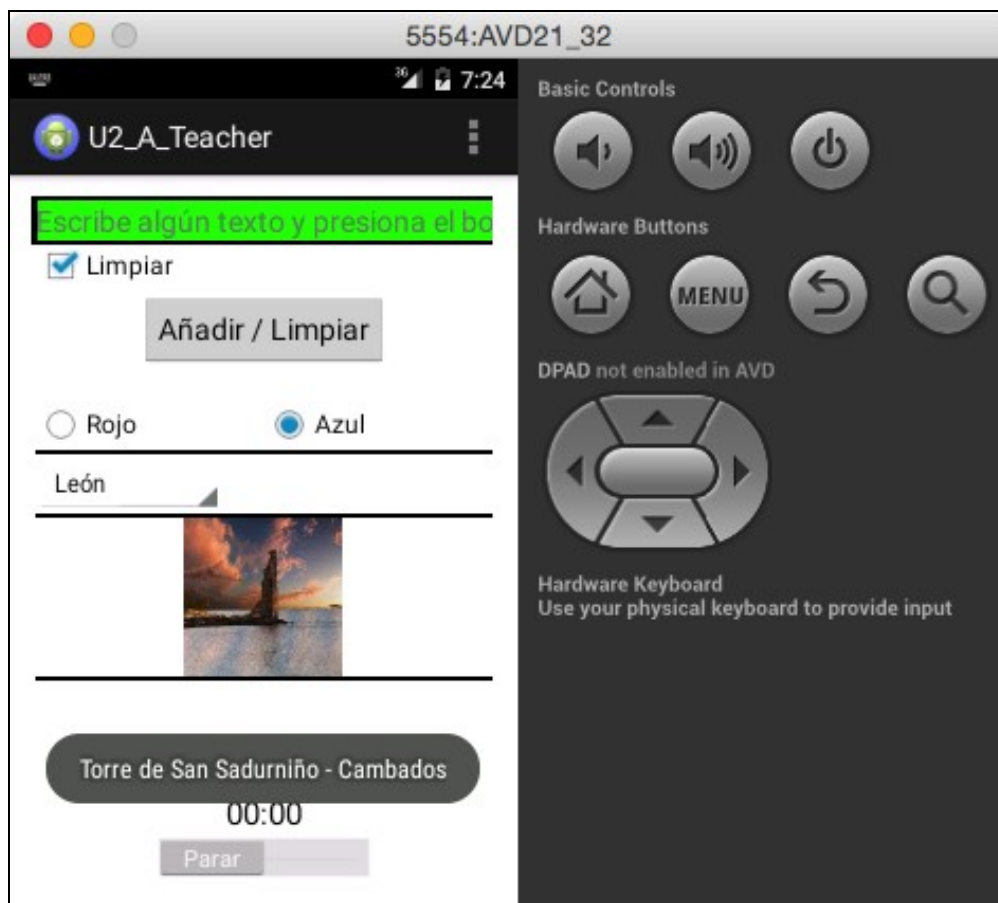 5554:AVD21_32
3G 7:24
U2_A_Teacher
Escribe algún texto y presiona el bo
Limpiar
Añadir / Limpiar
Rojo
Azul
León
Torre de San Sadurniño - Cambados
00:00
Parar
Basic Controls
Hardware Buttons
MENU
DPAD not enabled in AVD
Hardware Keyboard
Use your physical keyboard to provide input